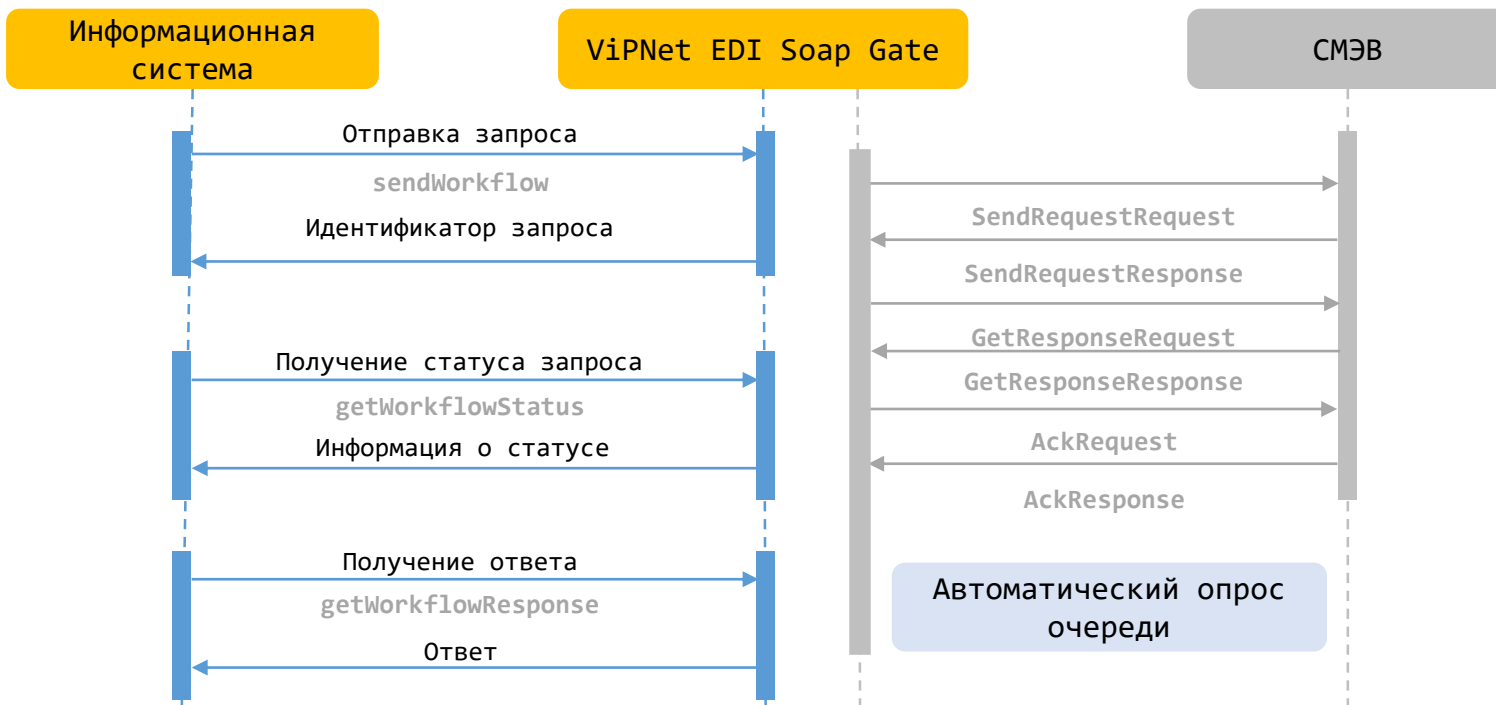 Информационная
система
ViPNet EDI Soap Gate
СМЭВ
Отправка запроса
sendWorkflow
Идентификатор запроса
Получение статуса запроса
getWorkflowStatus
Информация о статусе
Получение ответа
getWorkflowResponse
Ответ
SendRequestRequest
SendRequestResponse
GetResponseRequest
GetResponseResponse
AckRequest
AckResponse
Автоматический опрос
очереди